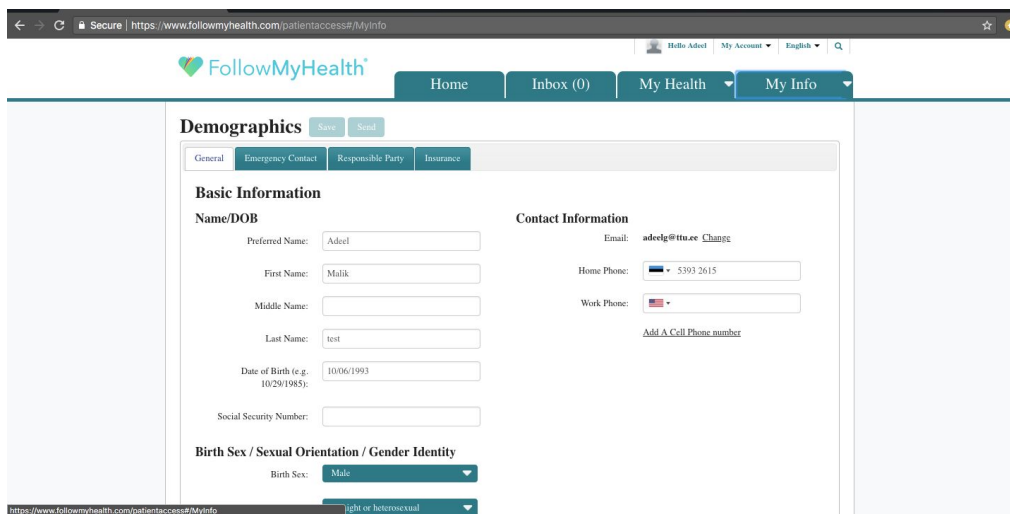 Secure | https://www.followmyhealth.com/patientaccess#/MyInfo
Hello Adeel My Account English
FollowMyHealth®
Home Inbox (0) My Health My Info
Demographics Save Send
General Emergency Contact Responsible Party Insurance
Basic Information
Name/DOB
Preferred Name: Adeel
First Name: Malik
Middle Name:
Last Name: test
Date of Birth (e.g.
10/29/1985): 10/06/1993
Social Security Number:
Contact Information
Email: adeelg@ttu.ee Change
Home Phone: 5393 2615
Work Phone:
Add A Cell Phone number
Birth Sex / Sexual Orientation / Gender Identity
Birth Sex: Male
ight or heterosexual
https://www.followmyhealth.com/patientaccess#/MyInfo